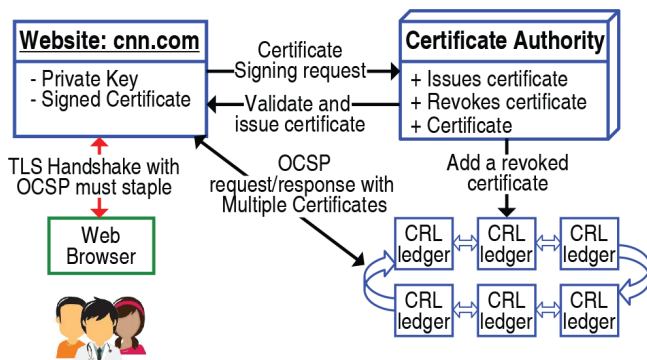 Website: cnn.com
- Private Key
- Signed Certificate
Certificate
Signing request
Validate and
issue certificate
Certificate Authority
+ Issues certificate
+ Revokes certificate
+ Certificate
TLS Handshake with
OCSP must staple
OCSP
request/response with
Multiple Certificates
Add a revoked
certificate
Web
Browser
CRL
ledger
CRL
ledger
CRL
ledger
CRL
ledger
CRL
ledger
CRL
ledger